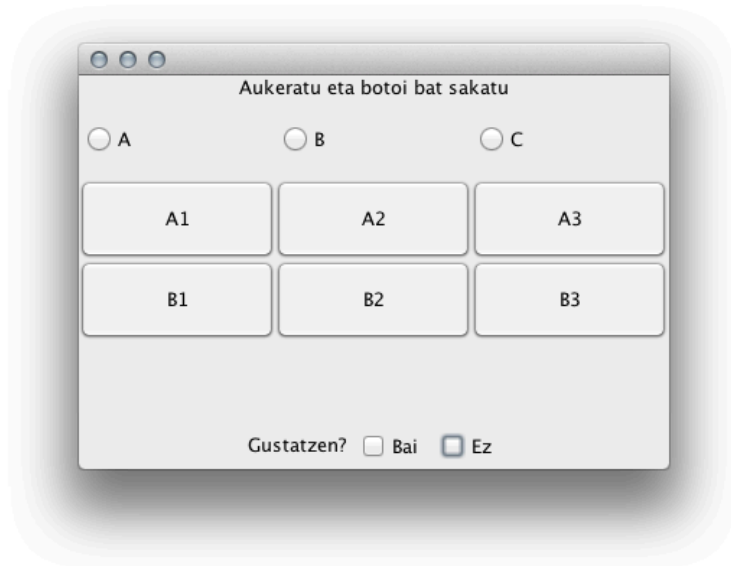 Aukeratu eta botoi bat sakatu
A B C
A1 A2 A3
B1 B2 B3
Gustatzen? Bai Ez